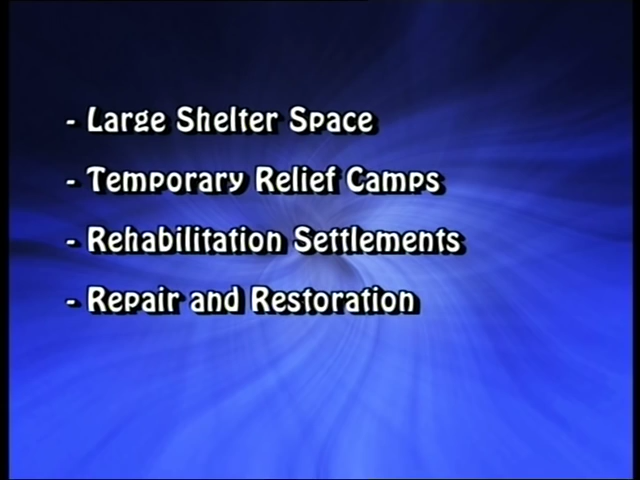 - Large Shelter Space
- Temporary Relief Camps
- Rehabilitation Settlements
- Repair and Restoration